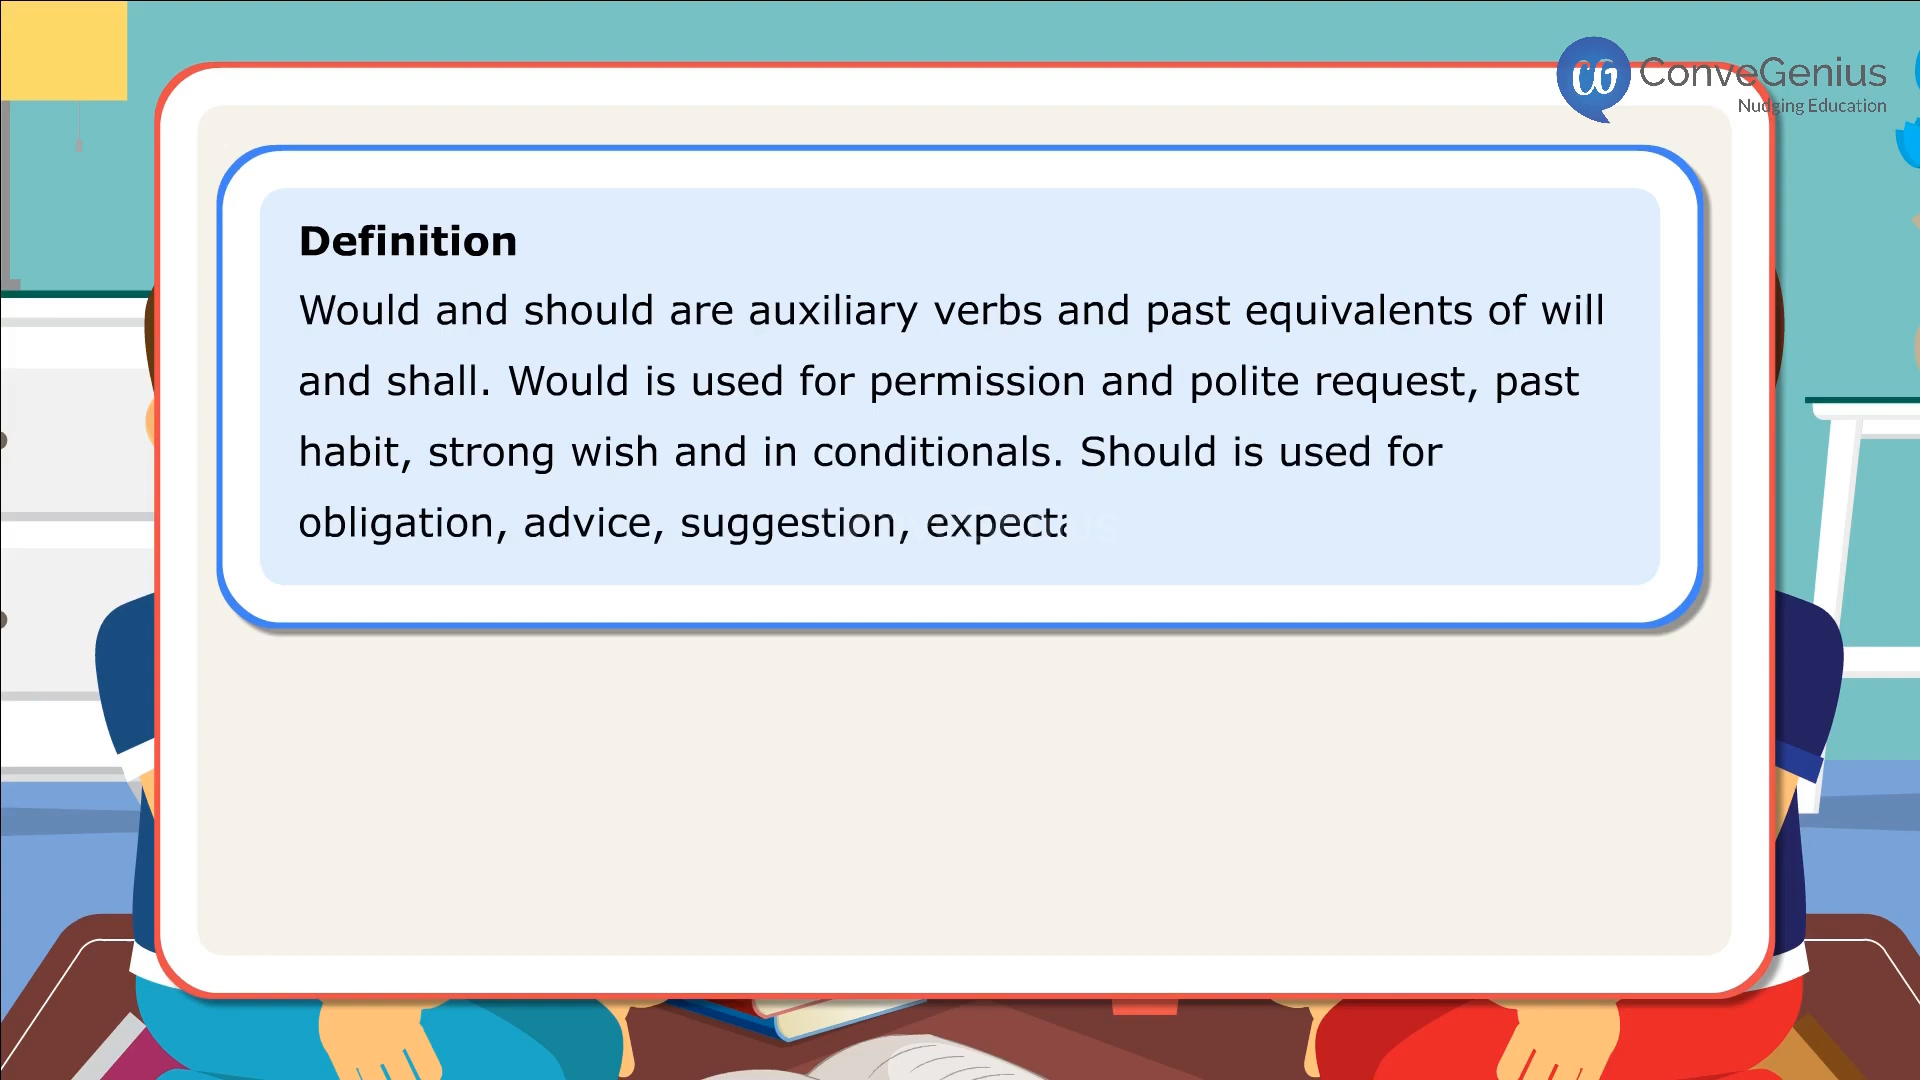 ConveGenius
Nudging Education
Definition
Would and should are auxiliary verbs and past equivalents of will
and shall. Would is used for permission and polite request, past
habit, strong wish and in conditionals. Should is used for
obligation, advice, suggestion,